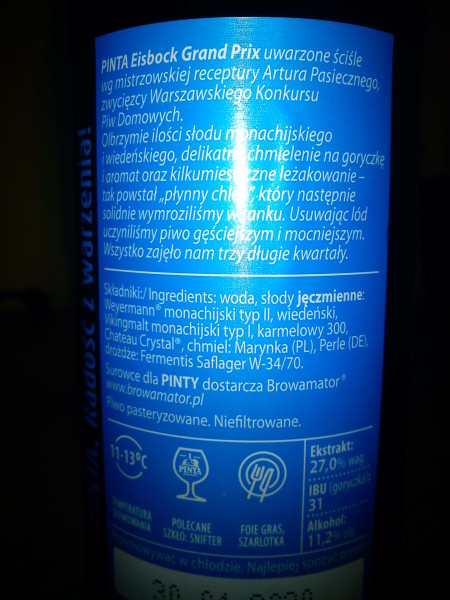 PINTA Eisbock Grand Prix uwarzone ściśle
wg mistrzowskiej receptury Artura Pasiecznego,
zwycięzcy Warszawskiego Konkursu
Piw Domowych.
Olbrzymie ilości słodu monachijskiego
i wiedeńskiego, delikatne chmielenie na goryczkę
i aromat oraz kilkumiesięczne leżakowanie –
tak powstał „płynny chleb”, który następnie
solidnie wymroziliśmy w tanku. Usuwając lód
uczyniliśmy piwo gęściejszym i mocniejszym.
Wszystko zajęło nam trzy długie kwartały.
Składniki:/ Ingredients: woda, słody jęczmienne:
Weyermann® monachijski typ II, wiedeński,
Vikingmalt monachijski typ I, karmelowy 300,
Chateau Crystal®, chmiel: Marynka (PL), Perle (DE),
drożdże: Fermentis Saflager W-34/70.
Surowce dla PINTY dostarcza Browamator®
www.browamator.pl
Piwo pasteryzowane. Niefiltrowane.
11-13°C
TEMPERATURA
SERWOWANIA
PINTA
POLECANE
SZKŁO: SNIFTER
FOIE GRAS,
SZARLOTKA
Ekstrakt:
27,0% wag.
IBU (goryczka):
31
Alkohol:
11,2% obj.
Przechowywać w chłodzie. Najlepiej spożyć przed
Radość z warzenia!